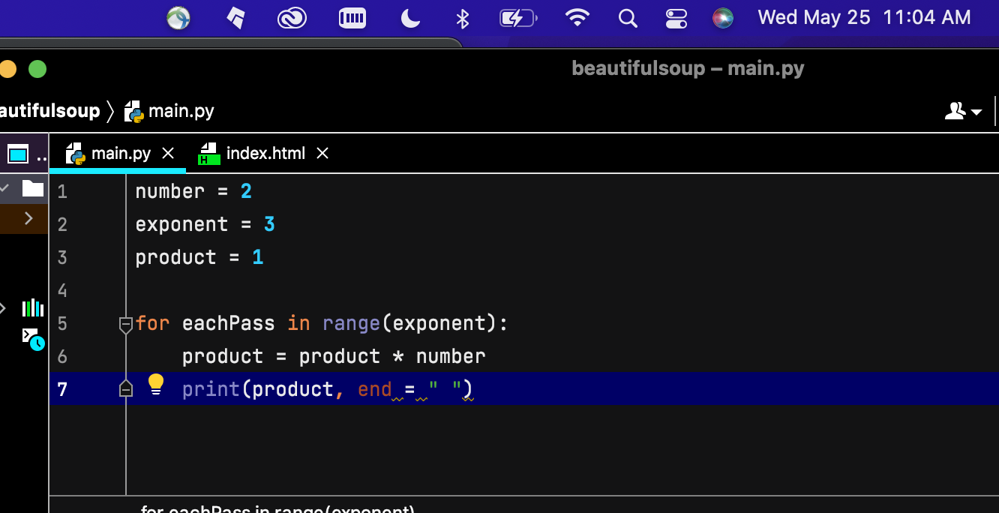 Wed May 25 11:04 AM
beautifulsoup – main.py
autifulsoup 〉 main.py
.. main.py × index.html ×
1 number = 2
2 exponent = 3
3 product = 1
4
5 for eachPass in range(exponent):
6     product = product * number
7     print(product, end = " ")
for eachPass in range(exponent)